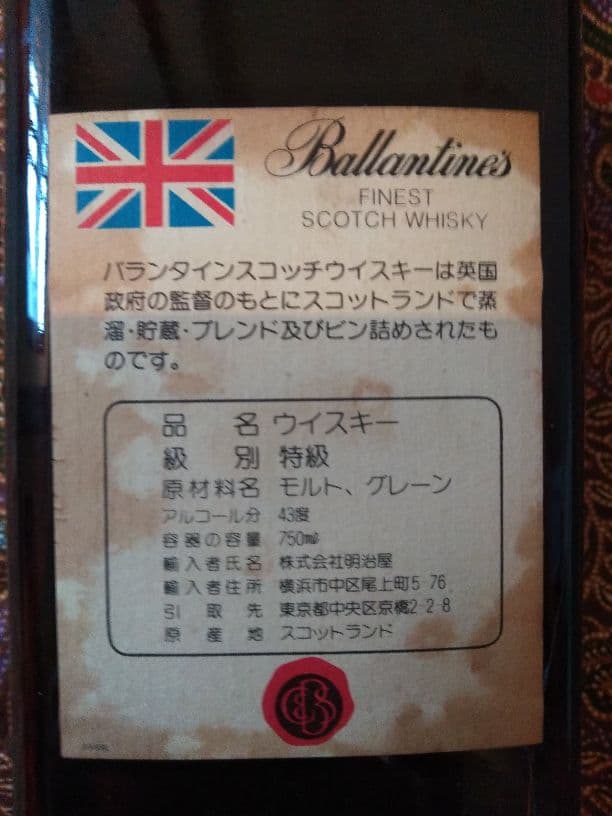 Ballantine's
FINEST
SCOTCH WHISKY
バランタインスコッチウイスキーは英国
政府の監督のもとにスコットランドで蒸
溜・貯蔵・ブレンド及びビン詰めされたも
のです。
品名 ウイスキー
級別 特級
原材料名 モルト、グレーン
アルコール分 43度
容器の容量 750㎖
輸入者氏名 株式会社明治屋
輸入者住所 横浜市中区尾上町5-76
引取先 東京都中央区京橋2-2-8
原産地 スコットランド